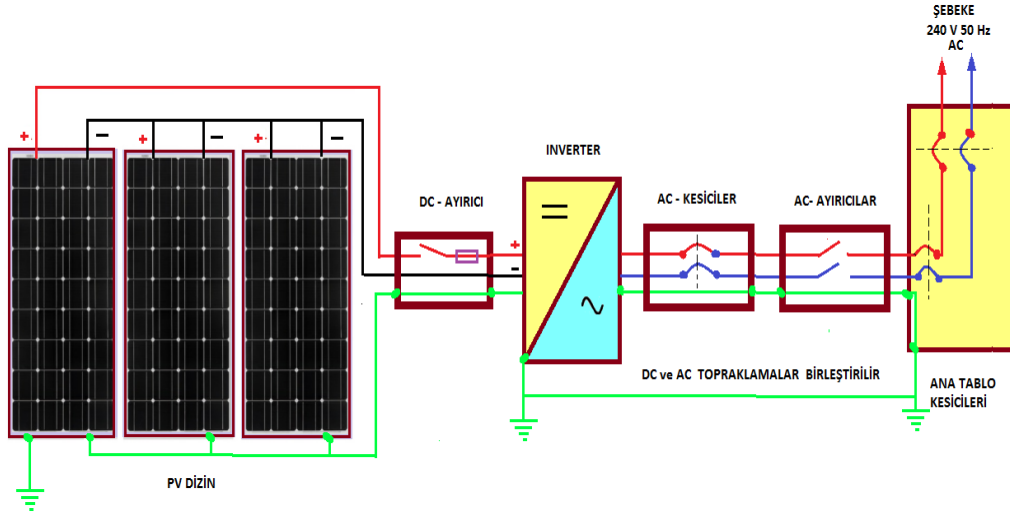 ŞEBEKE
240 V 50 Hz
AC
+
−
+
−
+
−
INVERTER
DC - AYIRICI
AC - KESİCİLER
AC- AYIRICILAR
+
−
DC ve AC TOPRAKLAMALAR BİRLEŞTİRİLİR
ANA TABLO
KESİCİLERİ
PV DİZİN